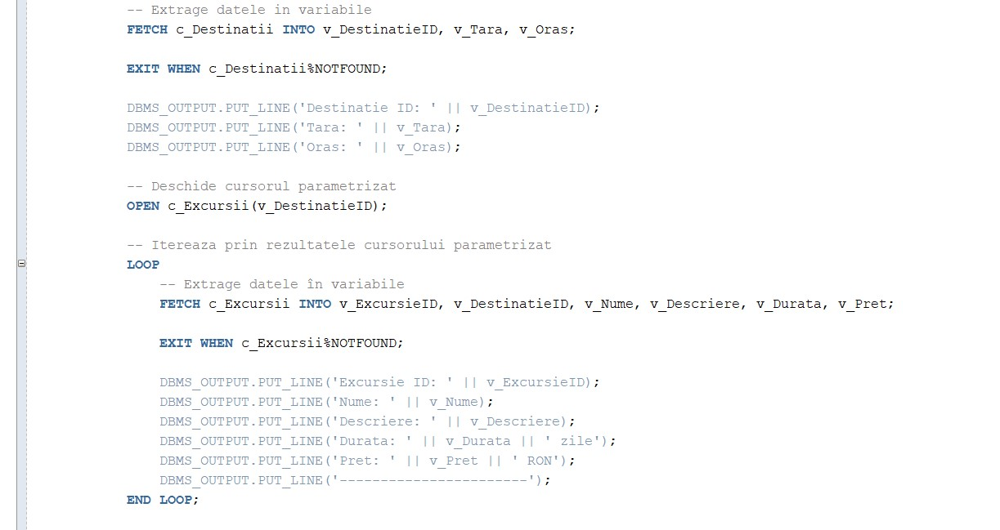 -- Extrage datele in variabile
FETCH c_Destinatii INTO v_DestinatieID, v_Tara, v_Oras;
EXIT WHEN c_Destinatii%NOTFOUND;
DBMS_OUTPUT.PUT_LINE('Destinatie ID: ' || v_DestinatieID);
DBMS_OUTPUT.PUT_LINE('Tara: ' || v_Tara);
DBMS_OUTPUT.PUT_LINE('Oras: ' || v_Oras);
-- Deschide cursorul parametrizat
OPEN c_Excursii(v_DestinatieID);
-- Itereaza prin rezultatele cursorului parametrizat
LOOP
-- Extrage datele în variabile
FETCH c_Excursii INTO v_ExcursieID, v_DestinatieID, v_Nume, v_Descriere, v_Durata, v_Pret;
EXIT WHEN c_Excursii%NOTFOUND;
DBMS_OUTPUT.PUT_LINE('Excursie ID: ' || v_ExcursieID);
DBMS_OUTPUT.PUT_LINE('Nume: ' || v_Nume);
DBMS_OUTPUT.PUT_LINE('Descriere: ' || v_Descriere);
DBMS_OUTPUT.PUT_LINE('Durata: ' || v_Durata || ' zile');
DBMS_OUTPUT.PUT_LINE('Pret: ' || v_Pret || ' RON');
DBMS_OUTPUT.PUT_LINE('-----------------------');
END LOOP;